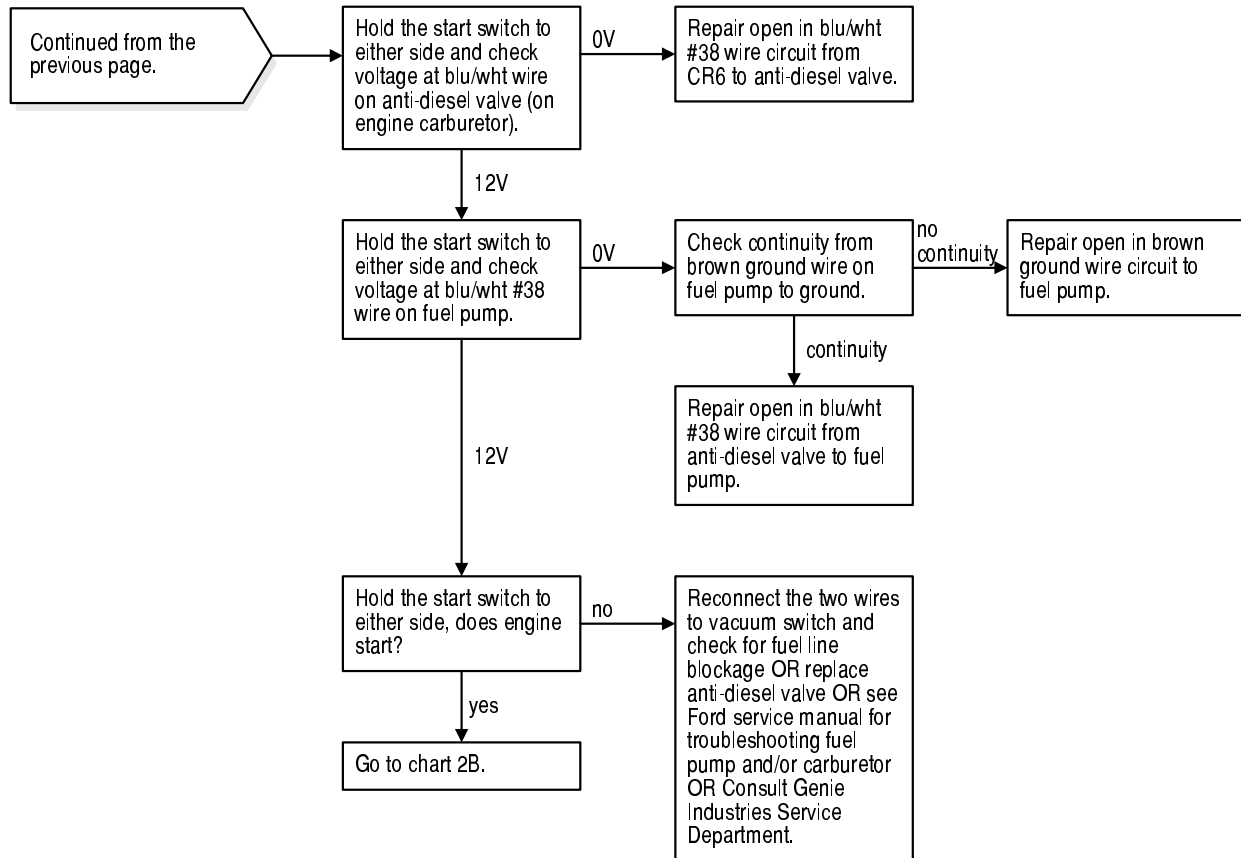 Continued from the
previous page.
Hold the start switch to
either side and check
voltage at blu/wht wire
on anti-diesel valve (on
engine carburetor).
0V
Repair open in blu/wht
#38 wire circuit from
CR6 to anti-diesel valve.
12V
Hold the start switch to
either side and check
voltage at blu/wht #38
wire on fuel pump.
0V
Check continuity from
brown ground wire on
fuel pump to ground.
no
continuity
Repair open in brown
ground wire circuit to
fuel pump.
continuity
Repair open in blu/wht
#38 wire circuit from
anti-diesel valve to fuel
pump.
12V
Hold the start switch to
either side, does engine
start?
no
Reconnect the two wires
to vacuum switch and
check for fuel line
blockage OR replace
anti-diesel valve OR see
Ford service manual for
troubleshooting fuel
pump and/or carburetor
OR Consult Genie
Industries Service
Department.
yes
Go to chart 2B.